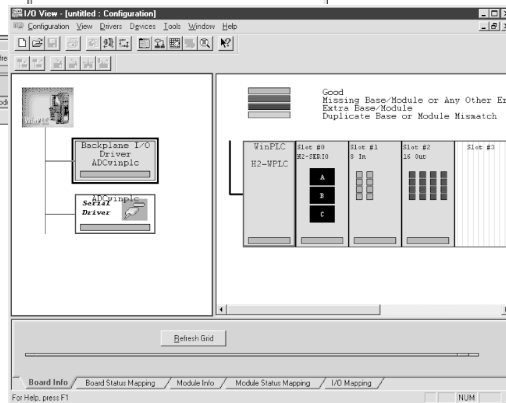 I/O View - [untitled : Configuration]
Configuration View Drivers Devices Tools Window Help
Good
Missing Base/Module or Any Other Er
Extra Base/Module
Duplicate Base or Module Mismatch
Backplane I/O
Driver
ADCwinplc
ADCwinplc
Serial
Driver
WinPLC
H2-WPLC
Slot #0
H2-SERIO
A
B
C
Slot #1
8 In
Slot #2
16 Out
Slot #3
Refresh Grid
Board Info
Board Status Mapping
Module Info
Module Status Mapping
I/O Mapping
For Help, press F1
NUM